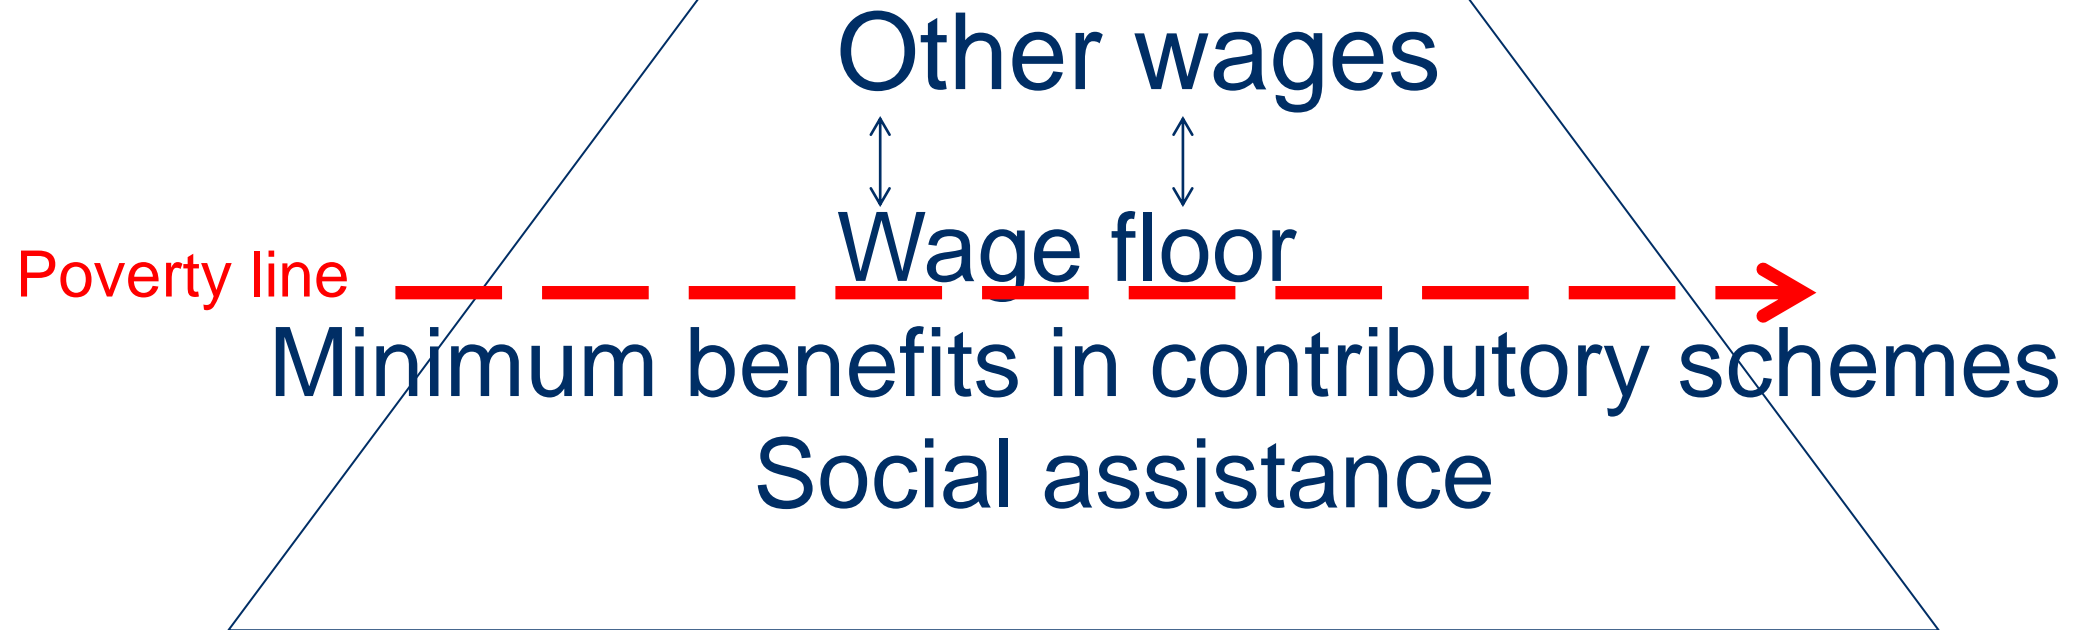 Other wages
Wage floor
Poverty line
Minimum benefits in contributory schemes
Social assistance